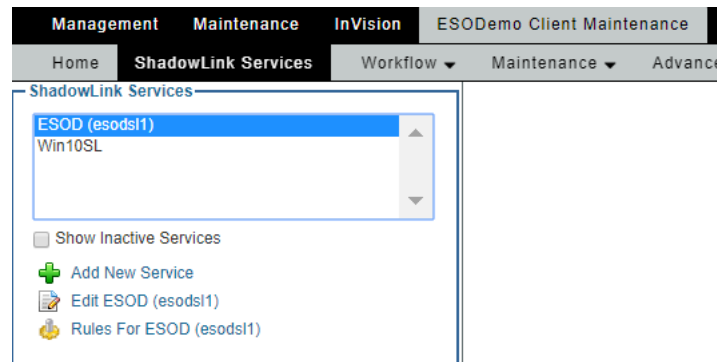 Management Maintenance InVision ESODemo Client Maintenance
Home ShadowLink Services Workflow Maintenance
ShadowLink Services
ESOD (esodsl1)
Win10SL
Show Inactive Services
Add New Service
Edit ESOD (esodsl1)
Rules For ESOD (esodsl1)